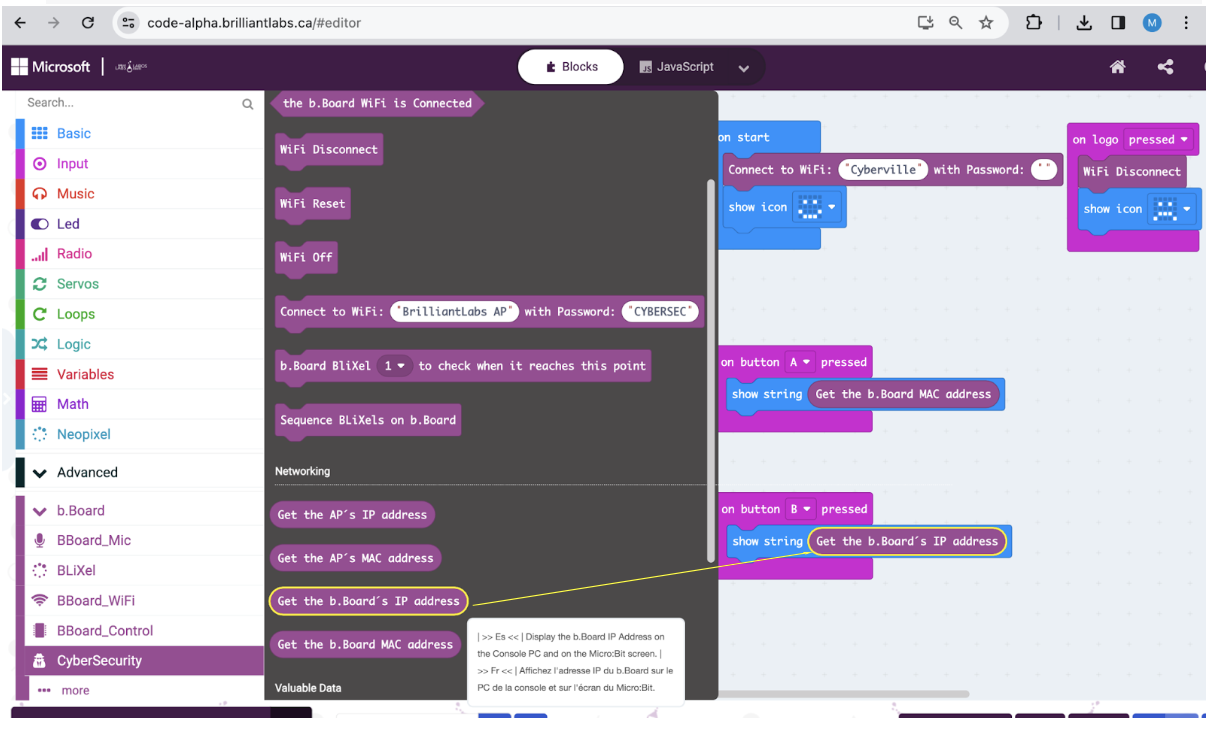 code-alpha.brilliantlabs.ca/#editor
M
Microsoft
Blocks
JS JavaScript
Search...
Basic
Input
Music
Led
Radio
Servos
Loops
Logic
Variables
Math
Neopixel
Advanced
b.Board
BBoard_Mic
BLiXel
BBoard_WiFi
BBoard_Control
CyberSecurity
more
the b.Board WiFi is Connected
WiFi Disconnect
WiFi Reset
WiFi Off
Connect to WiFi: "BrilliantLabs AP" with Password: "CYBERSEC"
b.Board BliXel 1 to check when it reaches this point
Sequence BLiXels on b.Board
Networking
Get the AP´s IP address
Get the AP´s MAC address
Get the b.Board´s IP address
Get the b.Board MAC address
Valuable Data
| >> Es << | Display the b.Board IP Address on
the Console PC and on the Micro:Bit screen. |
>> Fr << | Affichez l'adresse IP du b.Board sur le
PC de la console et sur l'écran du Micro:Bit.
on start
Connect to WiFi: "Cyberville" with Password: " "
show icon
on logo pressed
WiFi Disconnect
show icon
on button A pressed
show string Get the b.Board MAC address
on button B pressed
show string Get the b.Board´s IP address